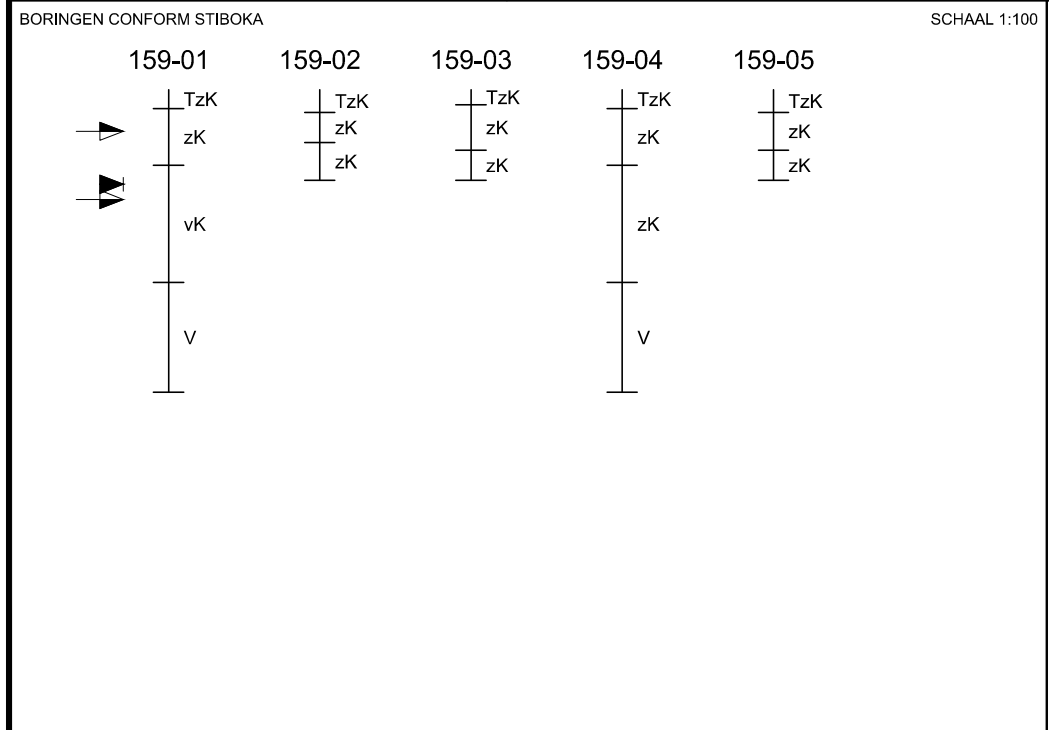 BORINGEN CONFORM STIBOKA SCHAAL 1:100
159-01 159-02 159-03 159-04 159-05
TzK TzK TzK TzK TzK
zK zK zK zK zK
zK zK zK
vK zK
V V